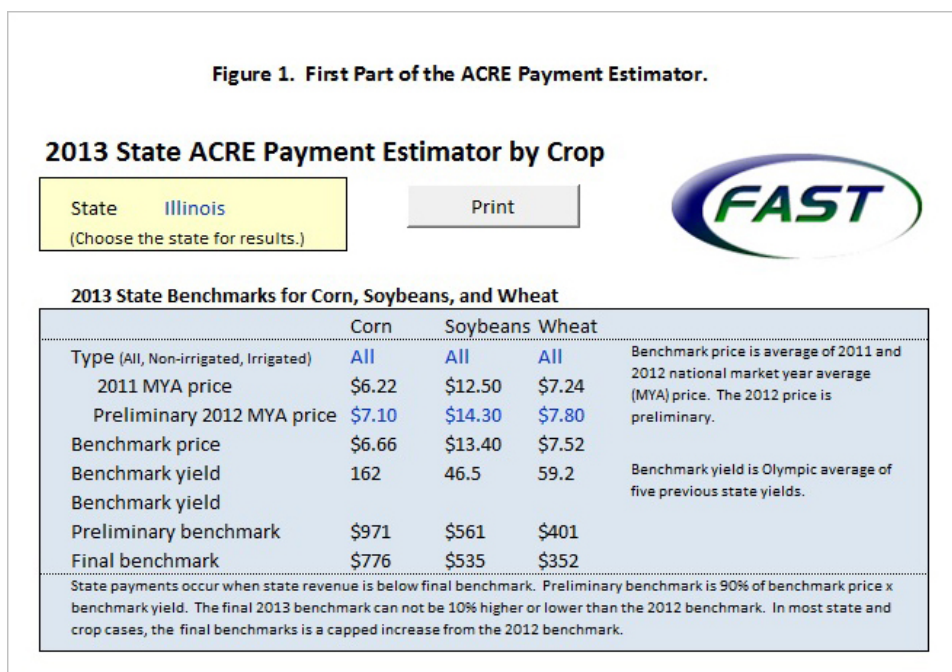 Figure 1. First Part of the ACRE Payment Estimator.
2013 State ACRE Payment Estimator by Crop
State Illinois
(Choose the state for results.)
Print
FAST
2013 State Benchmarks for Corn, Soybeans, and Wheat
Corn Soybeans Wheat
Type (All, Non-irrigated, Irrigated) All All All
2011 MYA price $6.22 $12.50 $7.24
Preliminary 2012 MYA price $7.10 $14.30 $7.80
Benchmark price $6.66 $13.40 $7.52
Benchmark yield 162 46.5 59.2
Benchmark yield
Preliminary benchmark $971 $561 $401
Final benchmark $776 $535 $352
Benchmark price is average of 2011 and
2012 national market year average
(MYA) price. The 2012 price is
preliminary.
Benchmark yield is Olympic average of
five previous state yields.
State payments occur when state revenue is below final benchmark. Preliminary benchmark is 90% of benchmark price x
benchmark yield. The final 2013 benchmark can not be 10% higher or lower than the 2012 benchmark. In most state and
crop cases, the final benchmarks is a capped increase from the 2012 benchmark.